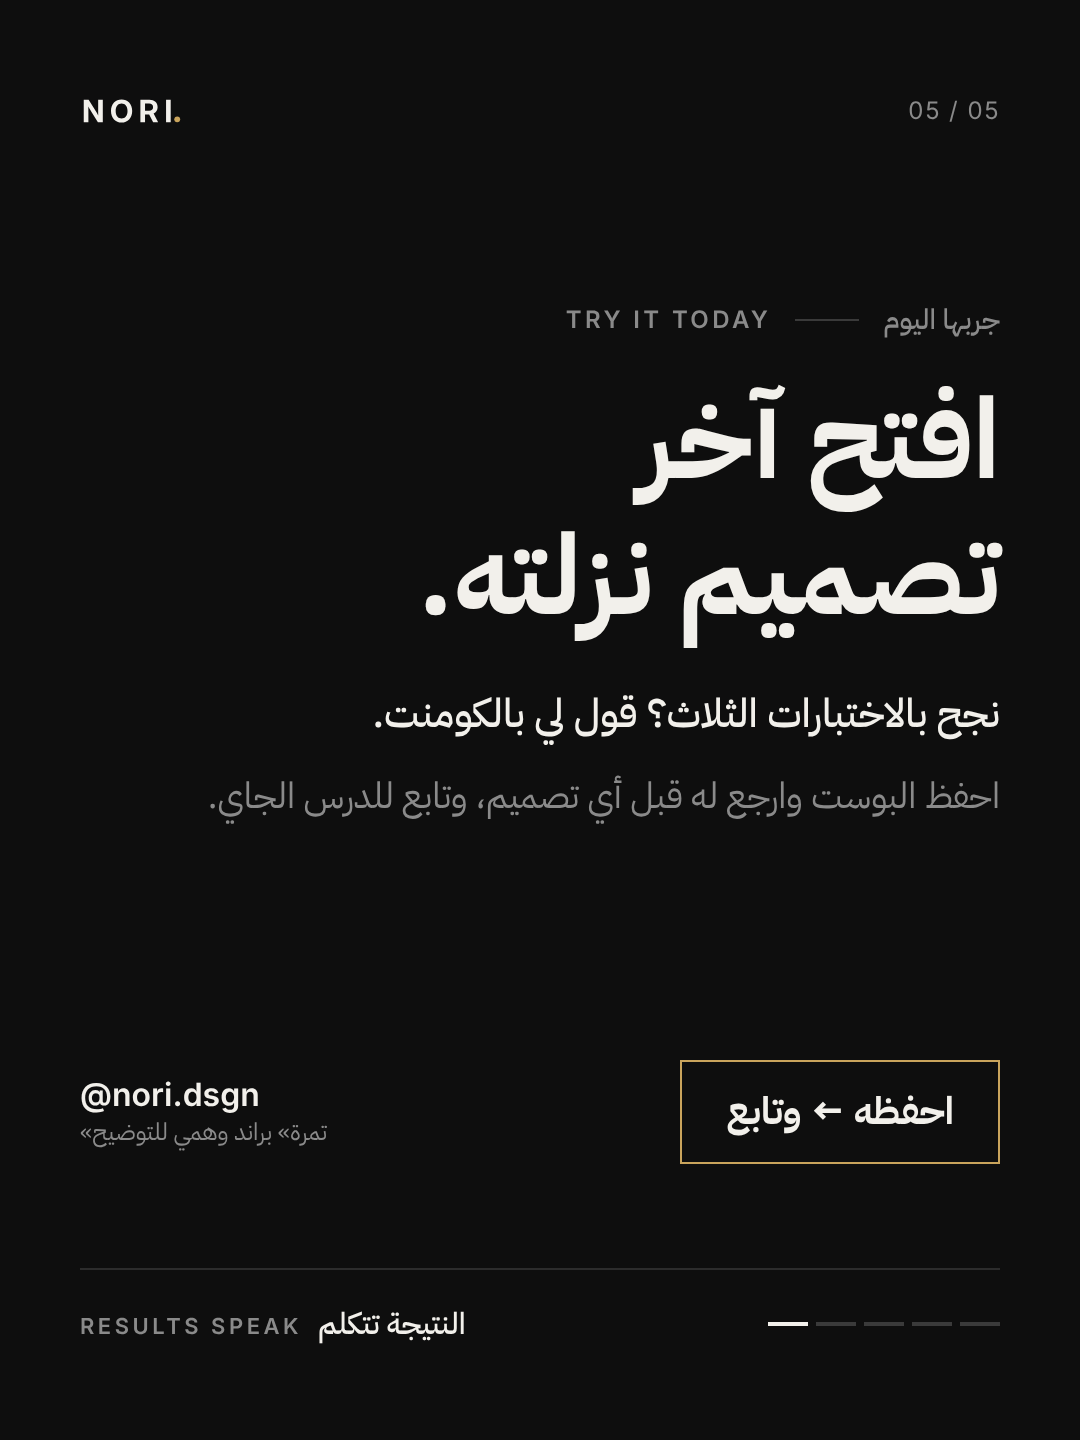 NORI.
05 / 05
جربها اليوم — TRY IT TODAY
افتح آخر
تصميم نزلته.
نجح بالاختبارات الثلاث؟ قول لي بالكومنت.
احفظ البوست وارجع له قبل أي تصميم، وتابع للدرس الجاي.
احفظه ← وتابع
@nori.dsgn
تمرة» براند وهمي للتوضيح»
RESULTS SPEAK النتيجة تتكلم